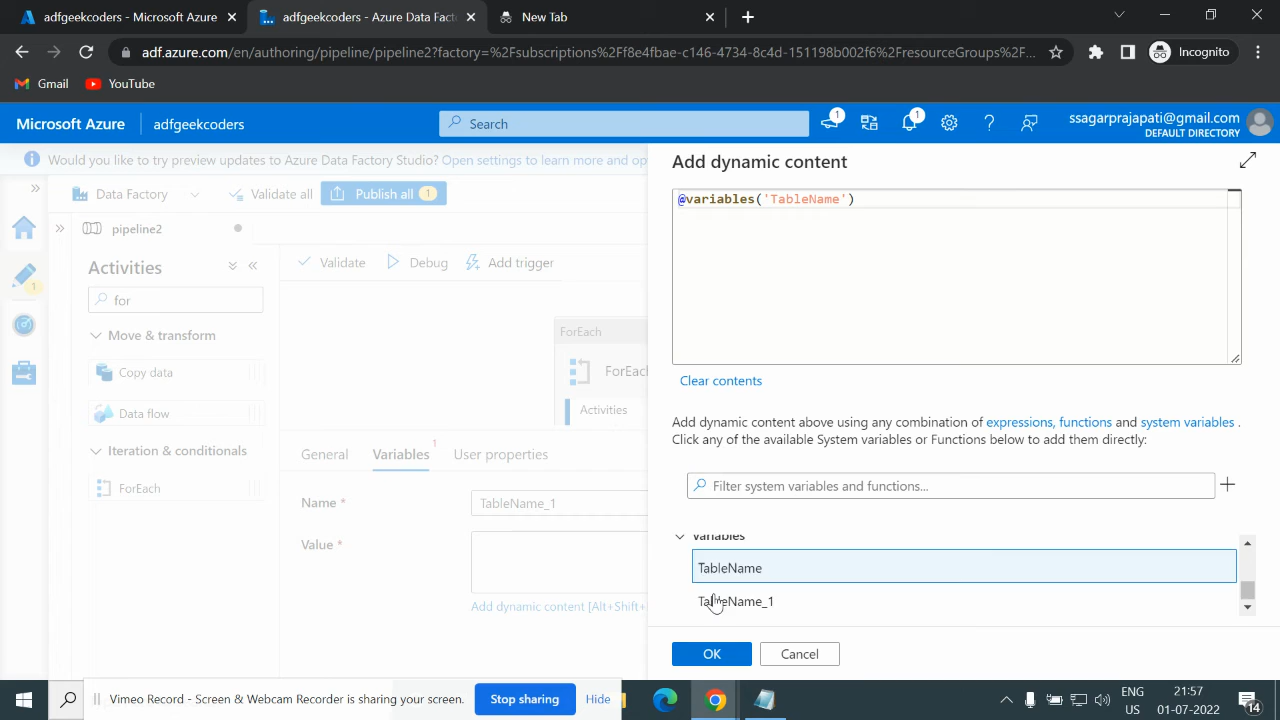 adfgeekcoders - Microsoft Azure
adfgeekcoders - Azure Data Fact
New Tab
adf.azure.com/en/authoring/pipeline/pipeline2?factory=%2Fsubscriptions%2Ff8e4fbae-c146-4734-8c4d-151198b002f6%2FresourceGroups%2F...
Incognito
Gmail
YouTube
Microsoft Azure
adfgeekcoders
Search
1
1
ssagarprajapati@gmail.com
DEFAULT DIRECTORY
Would you like to try preview updates to Azure Data Factory Studio? Open settings to learn more and op
Data Factory
Validate all
Publish all
1
pipeline2
1
Activities
for
Move & transform
Copy data
Data flow
Iteration & conditionals
ForEach
Validate
Debug
Add trigger
ForEach
ForEac
Activities
General
Variables
1
User properties
Name *
TableName_1
Value *
Add dynamic content [Alt+Shift+
Add dynamic content
@variables('TableName')
Clear contents
Add dynamic content above using any combination of expressions, functions and system variables .
Click any of the available System variables or Functions below to add them directly:
Filter system variables and functions...
Variables
TableName
TableName_1
OK
Cancel
Vimeo Record - Screen & Webcam Recorder is sharing your screen.
Stop sharing
Hide
ENG
US
21:57
01-07-2022
14